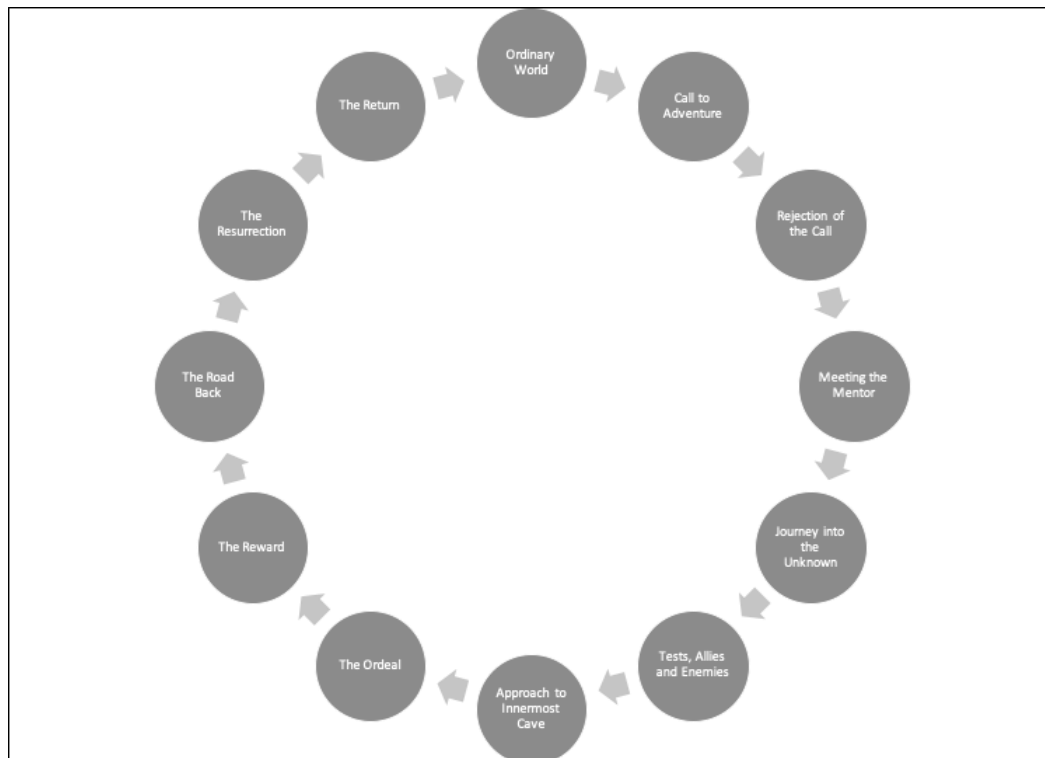 Ordinary
World
Call to
Adventure
Rejection of
the Call
Meeting the
Mentor
Journey into
the
Unknown
Tests, Allies
and Enemies
Approach to
Innermost
Cave
The Ordeal
The Reward
The Road
Back
The
Resurrection
The Return